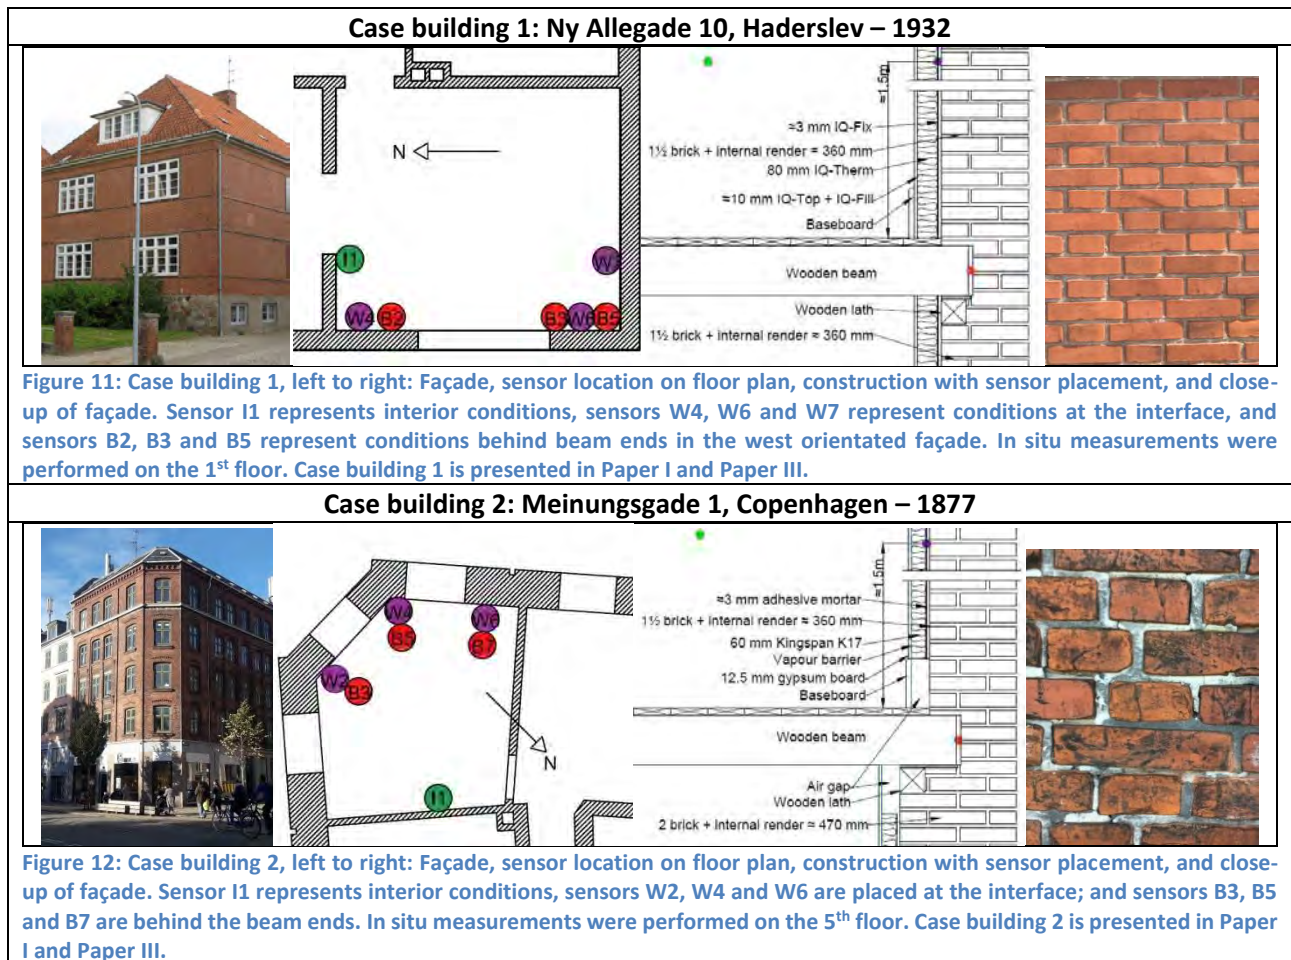 Case building 1: Ny Allegade 10, Haderslev – 1932
N
I1
W4
B2
B3
W6
B5
≈1.5m
≈3 mm IQ-Fix
1½ brick + internal render ≈ 360 mm
80 mm IQ-Therm
≈10 mm IQ-Top + IQ-Fill
Baseboard
Wooden beam
Wooden lath
1½ brick + internal render ≈ 360 mm
Figure 11: Case building 1, left to right: Façade, sensor location on floor plan, construction with sensor placement, and close-
up of façade. Sensor I1 represents interior conditions, sensors W4, W6 and W7 represent conditions at the interface, and
sensors B2, B3 and B5 represent conditions behind beam ends in the west orientated façade. In situ measurements were
performed on the 1st floor. Case building 1 is presented in Paper I and Paper III.
Case building 2: Meinungsgade 1, Copenhagen – 1877
W4
W6
B5
B7
W2
B3
N
I1
≈1.5m
≈3 mm adhesive mortar
1½ brick + internal render ≈ 360 mm
60 mm Kingspan K17
Vapour barrier
12.5 mm gypsum board
Baseboard
Wooden beam
Air gap
Wooden lath
2 brick + internal render ≈ 470 mm
Figure 12: Case building 2, left to right: Façade, sensor location on floor plan, construction with sensor placement, and close-
up of façade. Sensor I1 represents interior conditions, sensors W2, W4 and W6 are placed at the interface; and sensors B3, B5
and B7 are behind the beam ends. In situ measurements were performed on the 5th floor. Case building 2 is presented in Paper
I and Paper III.